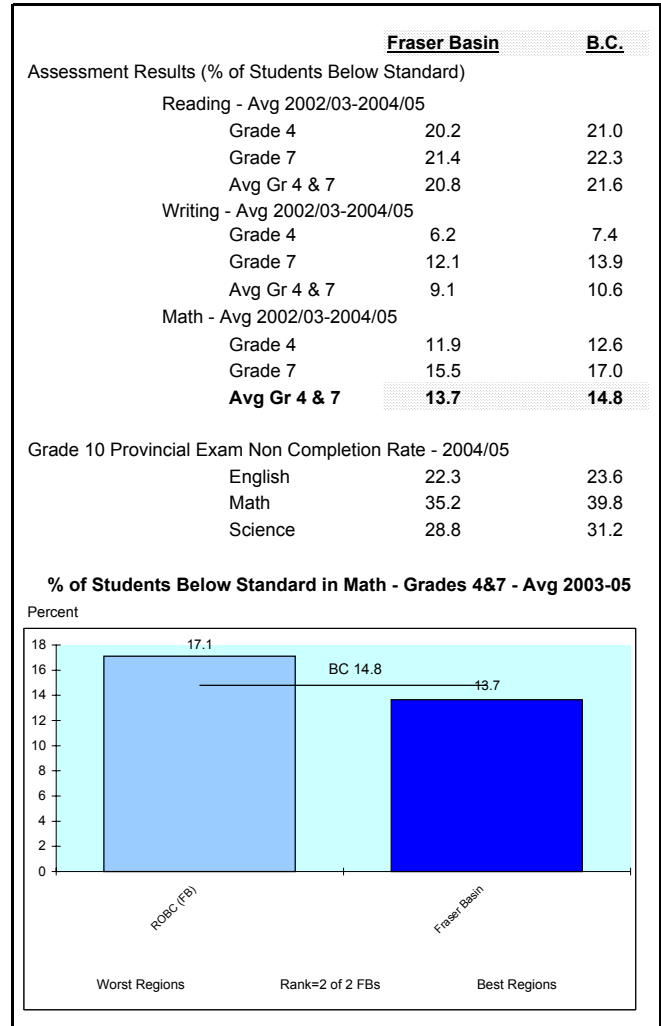 Fraser Basin B.C.
Assessment Results (% of Students Below Standard)
Reading - Avg 2002/03-2004/05
Grade 4 20.2 21.0
Grade 7 21.4 22.3
Avg Gr 4 & 7 20.8 21.6
Writing - Avg 2002/03-2004/05
Grade 4 6.2 7.4
Grade 7 12.1 13.9
Avg Gr 4 & 7 9.1 10.6
Math - Avg 2002/03-2004/05
Grade 4 11.9 12.6
Grade 7 15.5 17.0
Avg Gr 4 & 7 13.7 14.8
Grade 10 Provincial Exam Non Completion Rate - 2004/05
English 22.3 23.6
Math 35.2 39.8
Science 28.8 31.2
% of Students Below Standard in Math - Grades 4&7 - Avg 2003-05
Percent
18
16
14
12
10
8
6
4
2
0
17.1
BC 14.8
13.7
ROBC (FB)
Fraser Basin
Worst Regions Rank=2 of 2 FBs Best Regions